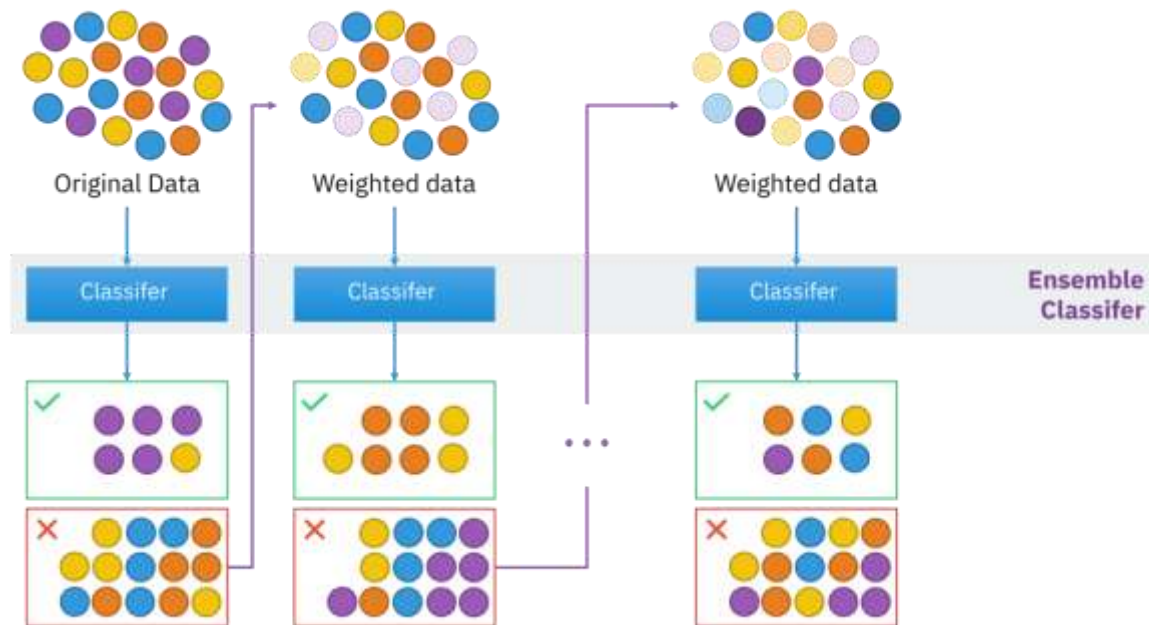 Original Data
Weighted data
Weighted data
Classifer
Classifer
Classifer
Ensemble
Classifer